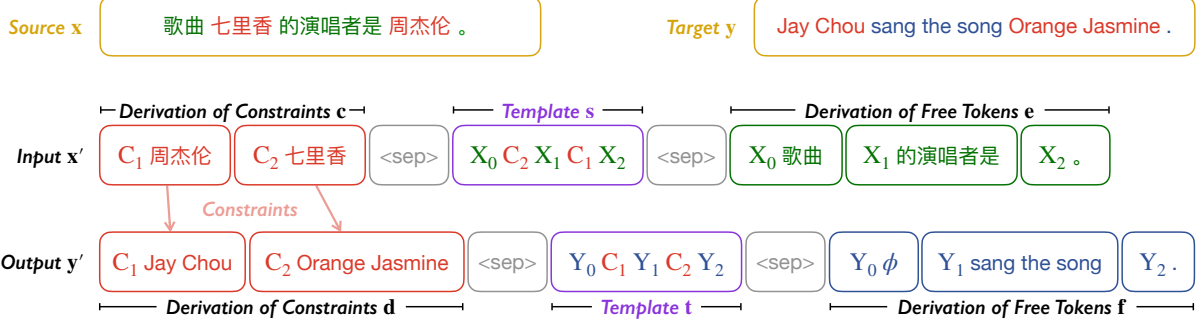 Source x 歌曲 七里香 的演唱者是 周杰伦 。 Target y Jay Chou sang the song Orange Jasmine .
Derivation of Constraints c Template s Derivation of Free Tokens e
Input x′ C₁ 周杰伦 C₂ 七里香 <sep> X₀ C₂ X₁ C₁ X₂ <sep> X₀ 歌曲 X₁ 的演唱者是 X₂ 。
Constraints
Output y′ C₁ Jay Chou C₂ Orange Jasmine <sep> Y₀ C₁ Y₁ C₂ Y₂ <sep> Y₀ ϕ Y₁ sang the song Y₂ .
Derivation of Constraints d Template t Derivation of Free Tokens f